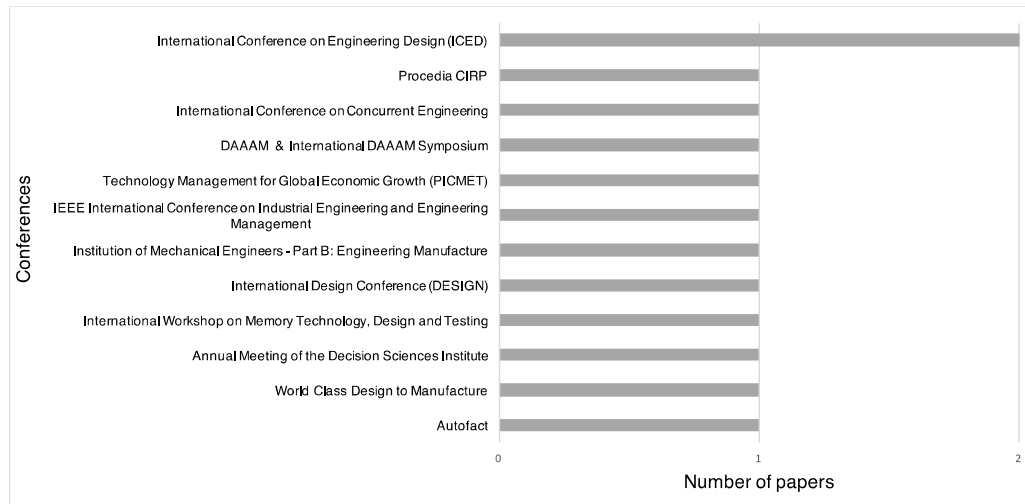 International Conference on Engineering Design (ICED)
Procedia CIRP
International Conference on Concurrent Engineering
DAAAM & International DAAAM Symposium
Technology Management for Global Economic Growth (PICMET)
IEEE International Conference on Industrial Engineering and Engineering
Management
Institution of Mechanical Engineers - Part B: Engineering Manufacture
International Design Conference (DESIGN)
International Workshop on Memory Technology, Design and Testing
Annual Meeting of the Decision Sciences Institute
World Class Design to Manufacture
Autofact
Conferences
0 1 2
Number of papers